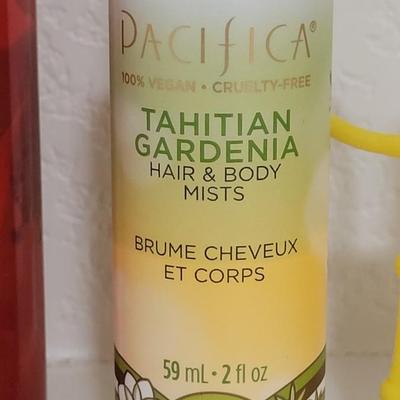 PACIFICA®
100% VEGAN • CRUELTY-FREE
TAHITIAN
GARDENIA
HAIR & BODY
MISTS
BRUME CHEVEUX
ET CORPS
59 mL • 2 fl oz